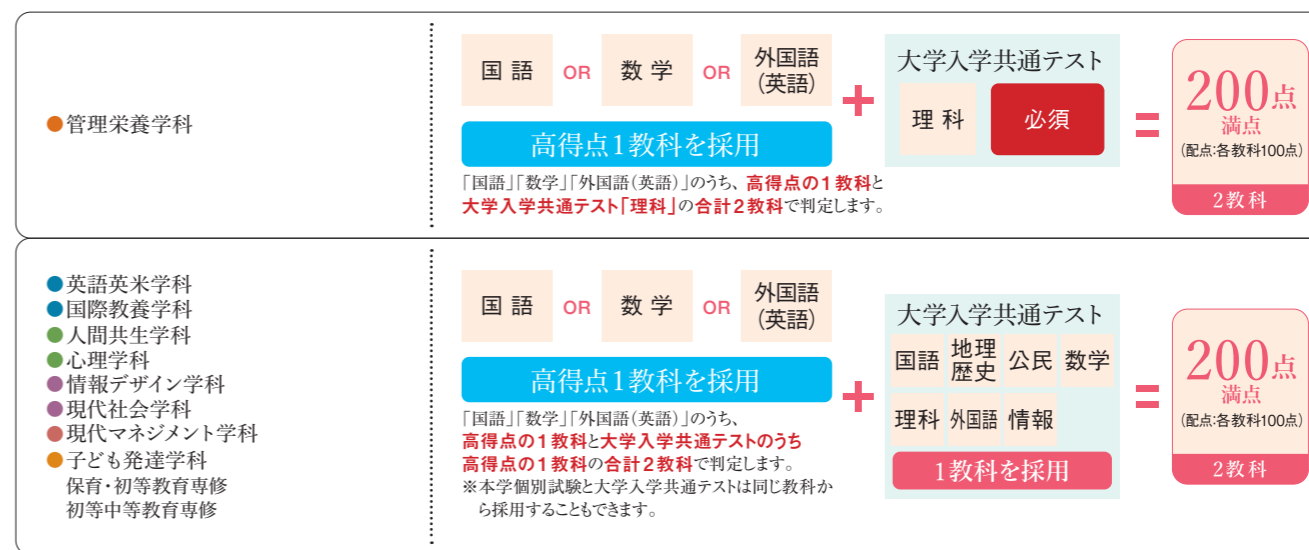 ●管理栄養学科
国語 OR 数学 OR 外国語(英語)
高得点1教科を採用
「国語」「数学」「外国語(英語)」のうち、高得点の1教科と
大学入学共通テスト「理科」の合計2教科で判定します。
+
大学入学共通テスト
理科 必須
=
200点
満点
(配点:各教科100点)
2教科
●英語英米学科
●国際教養学科
●人間共生学科
●心理学科
●情報デザイン学科
●現代社会学科
●現代マネジメント学科
●子ども発達学科
保育・初等教育専修
初等中等教育専修
国語 OR 数学 OR 外国語(英語)
高得点1教科を採用
「国語」「数学」「外国語(英語)」のうち、
高得点の1教科と大学入学共通テストのうち
高得点の1教科の合計2教科で判定します。
※本学個別試験と大学入学共通テストは同じ教科か
ら採用することもできます。
+
大学入学共通テスト
国語 地理歴史 公民 数学
理科 外国語 情報
1教科を採用
=
200点
満点
(配点:各教科100点)
2教科